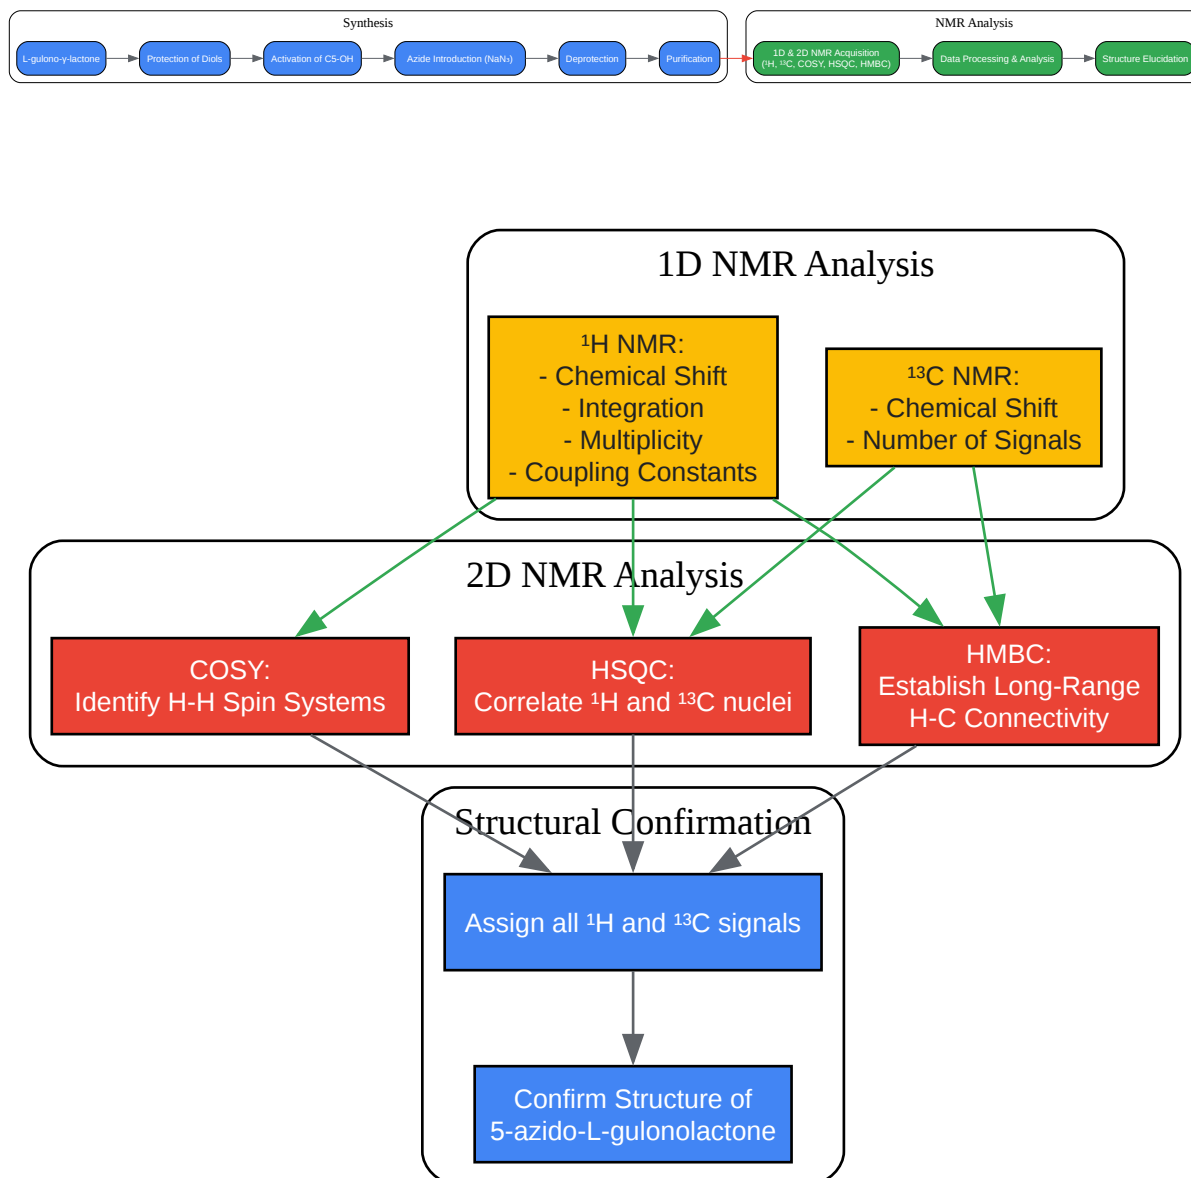 Synthesis
NMR Analysis
L-gulono-γ-lactone
Protection of Diols
Activation of C5-OH
Azide Introduction (NaN₃)
Deprotection
Purification
1D & 2D NMR Acquisition
(¹H, ¹³C, COSY, HSQC, HMBC)
Data Processing & Analysis
Structure Elucidation
1D NMR Analysis
¹H NMR:
- Chemical Shift
- Integration
- Multiplicity
- Coupling Constants
¹³C NMR:
- Chemical Shift
- Number of Signals
2D NMR Analysis
COSY:
Identify H-H Spin Systems
HSQC:
Correlate ¹H and ¹³C nuclei
HMBC:
Establish Long-Range
H-C Connectivity
Structural Confirmation
Assign all ¹H and ¹³C signals
Confirm Structure of
5-azido-L-gulonolactone